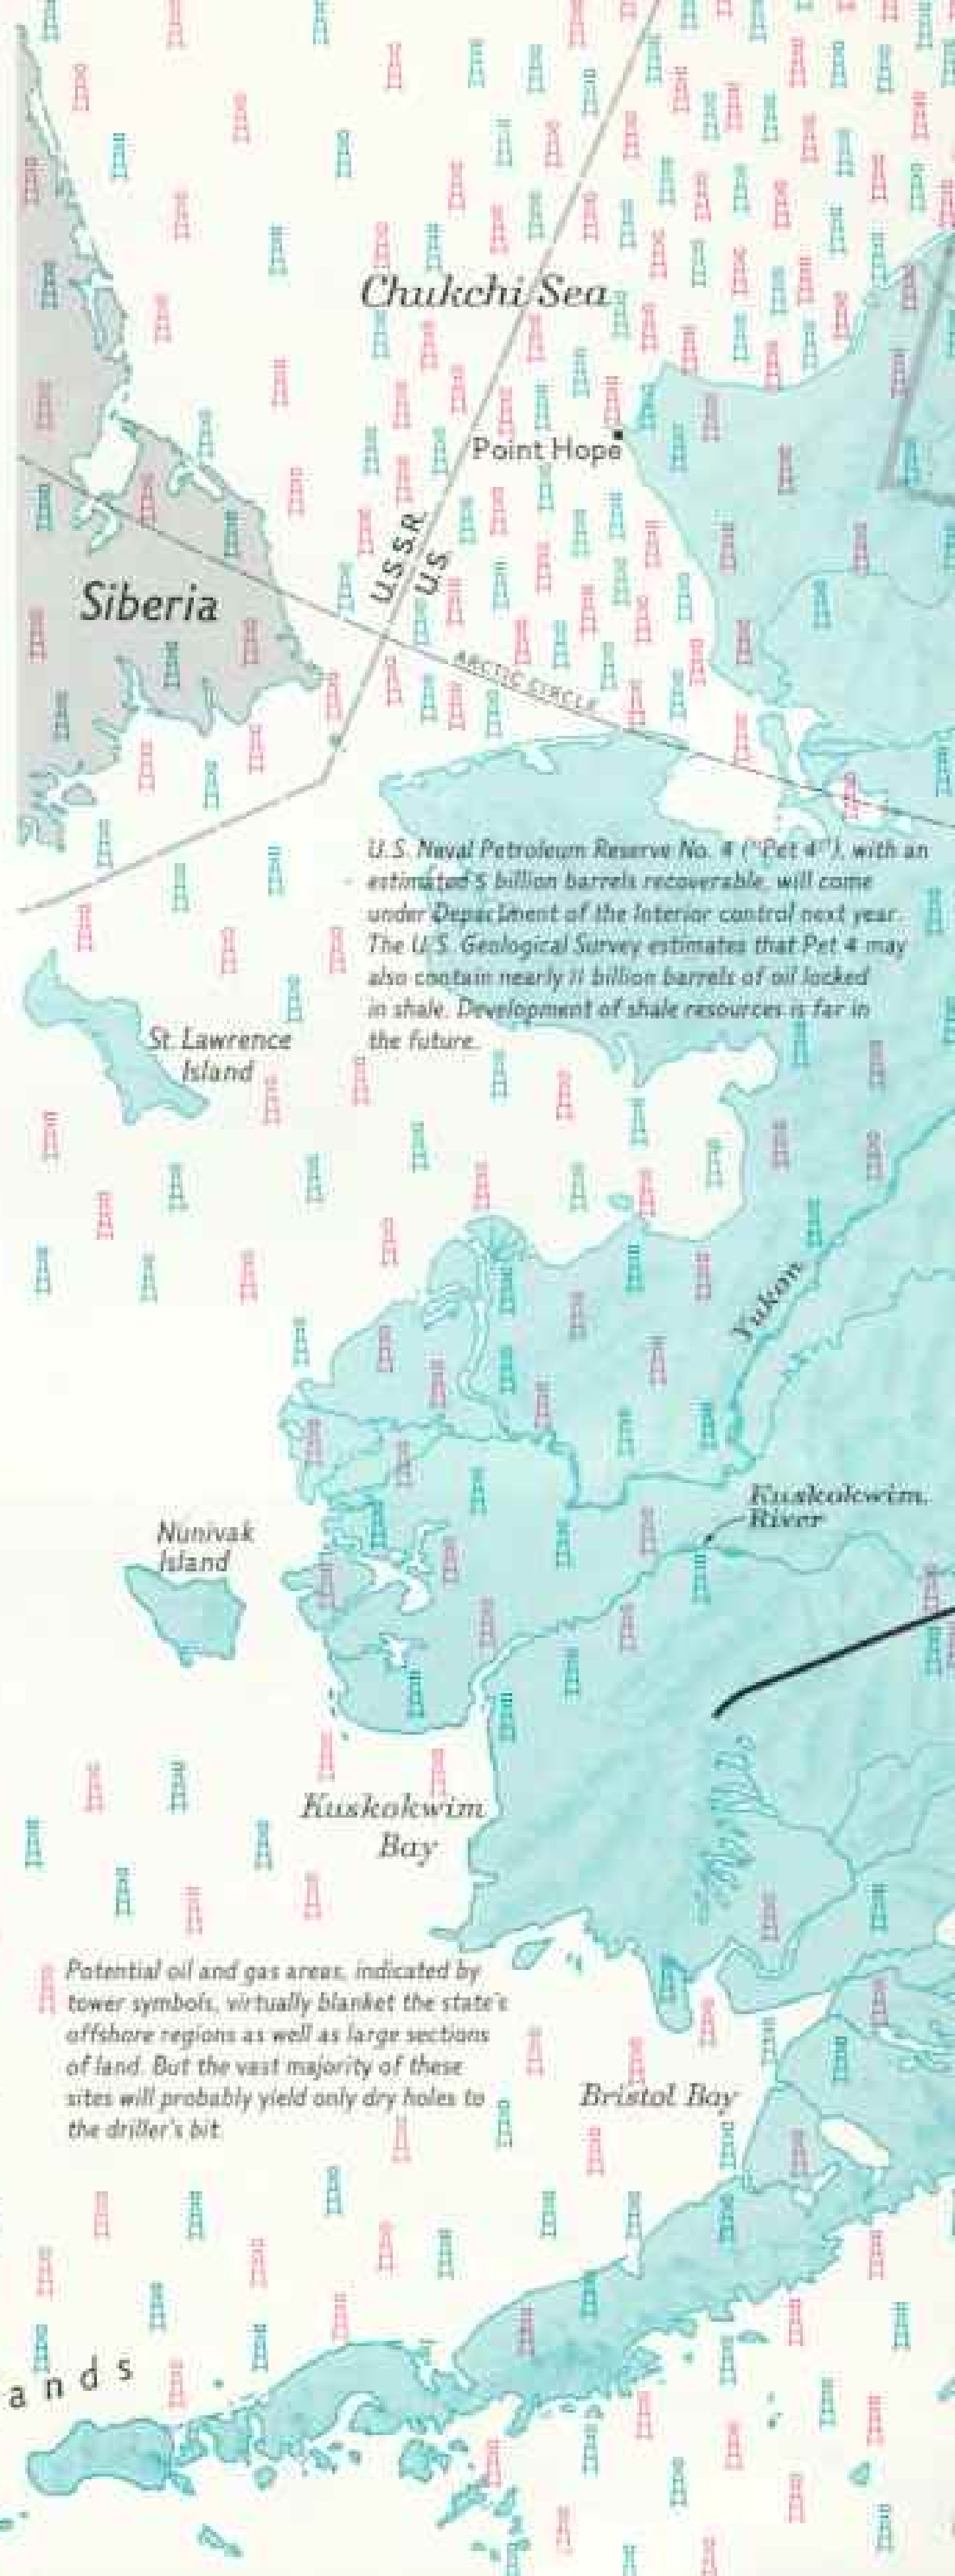 Chukchi Sea
Point Hope
U.S.S.R.
U.S.
Siberia
ARCTIC CIRCLE
U.S. Naval Petroleum Reserve No. 4 ("Pet 4"), with an
estimated 5 billion barrels recoverable, will come
under Department of the Interior control next year.
The U.S. Geological Survey estimates that Pet 4 may
also contain nearly 11 billion barrels of oil locked
in shale. Development of shale resources is far in
the future.
St. Lawrence
Island
Yukon
Kuskokwim
River
Nunivak
Island
Kuskokwim
Bay
Potential oil and gas areas, indicated by
tower symbols, virtually blanket the state's
offshore regions as well as large sections
of land. But the vast majority of these
sites will probably yield only dry holes to
the driller's bit.
Bristol Bay
ands